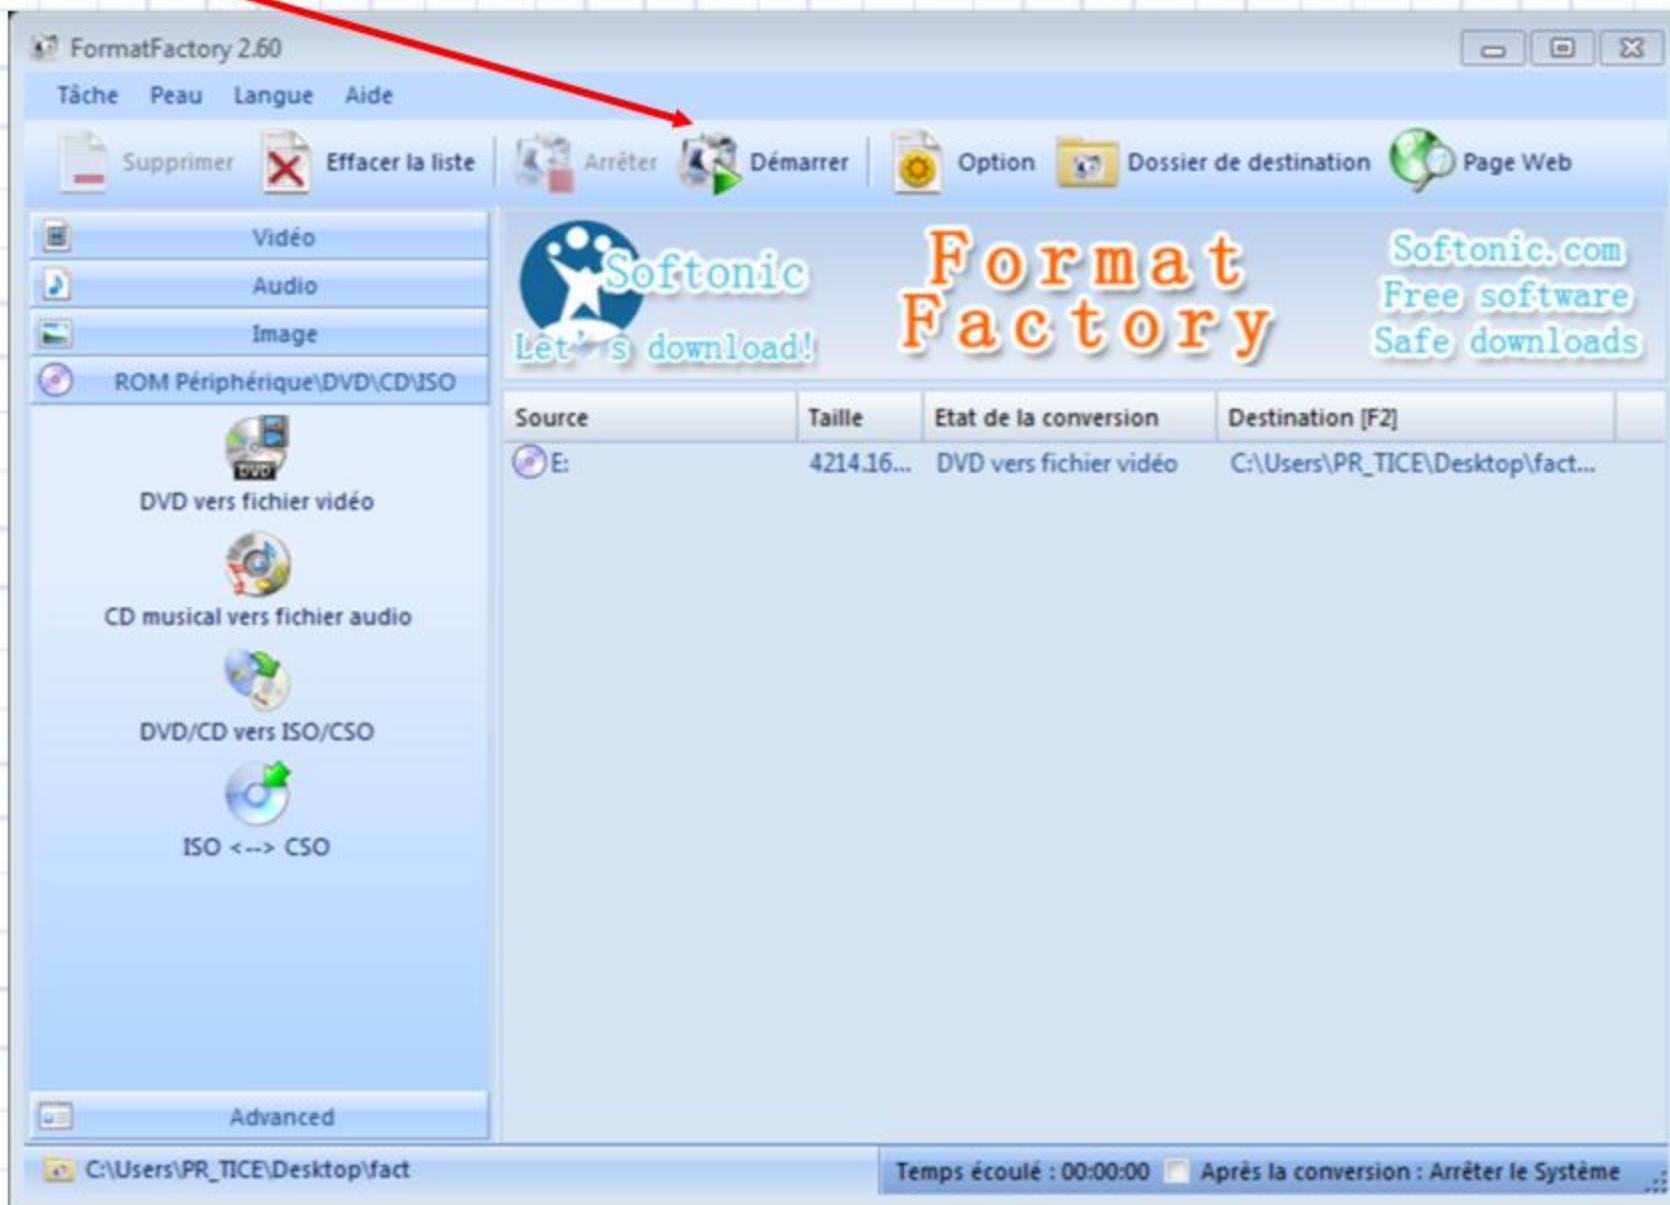 FormatFactory 2.60
Tâche Peau Langue Aide
Supprimer Effacer la liste Arrêter Démarrer Option Dossier de destination Page Web
Vidéo
Audio
Image
ROM Périphérique\DVD\CD\ISO
DVD
DVD vers fichier vidéo
CD musical vers fichier audio
DVD/CD vers ISO/CSO
ISO <--> CSO
Advanced
Softonic
Let's download!
Format
Factory
Softonic.com
Free software
Safe downloads
Source Taille Etat de la conversion Destination [F2]
E: 4214.16... DVD vers fichier vidéo C:\Users\PR_TICE\Desktop\fact...
C:\Users\PR_TICE\Desktop\fact
Temps écoulé : 00:00:00 Après la conversion : Arrêter le Système